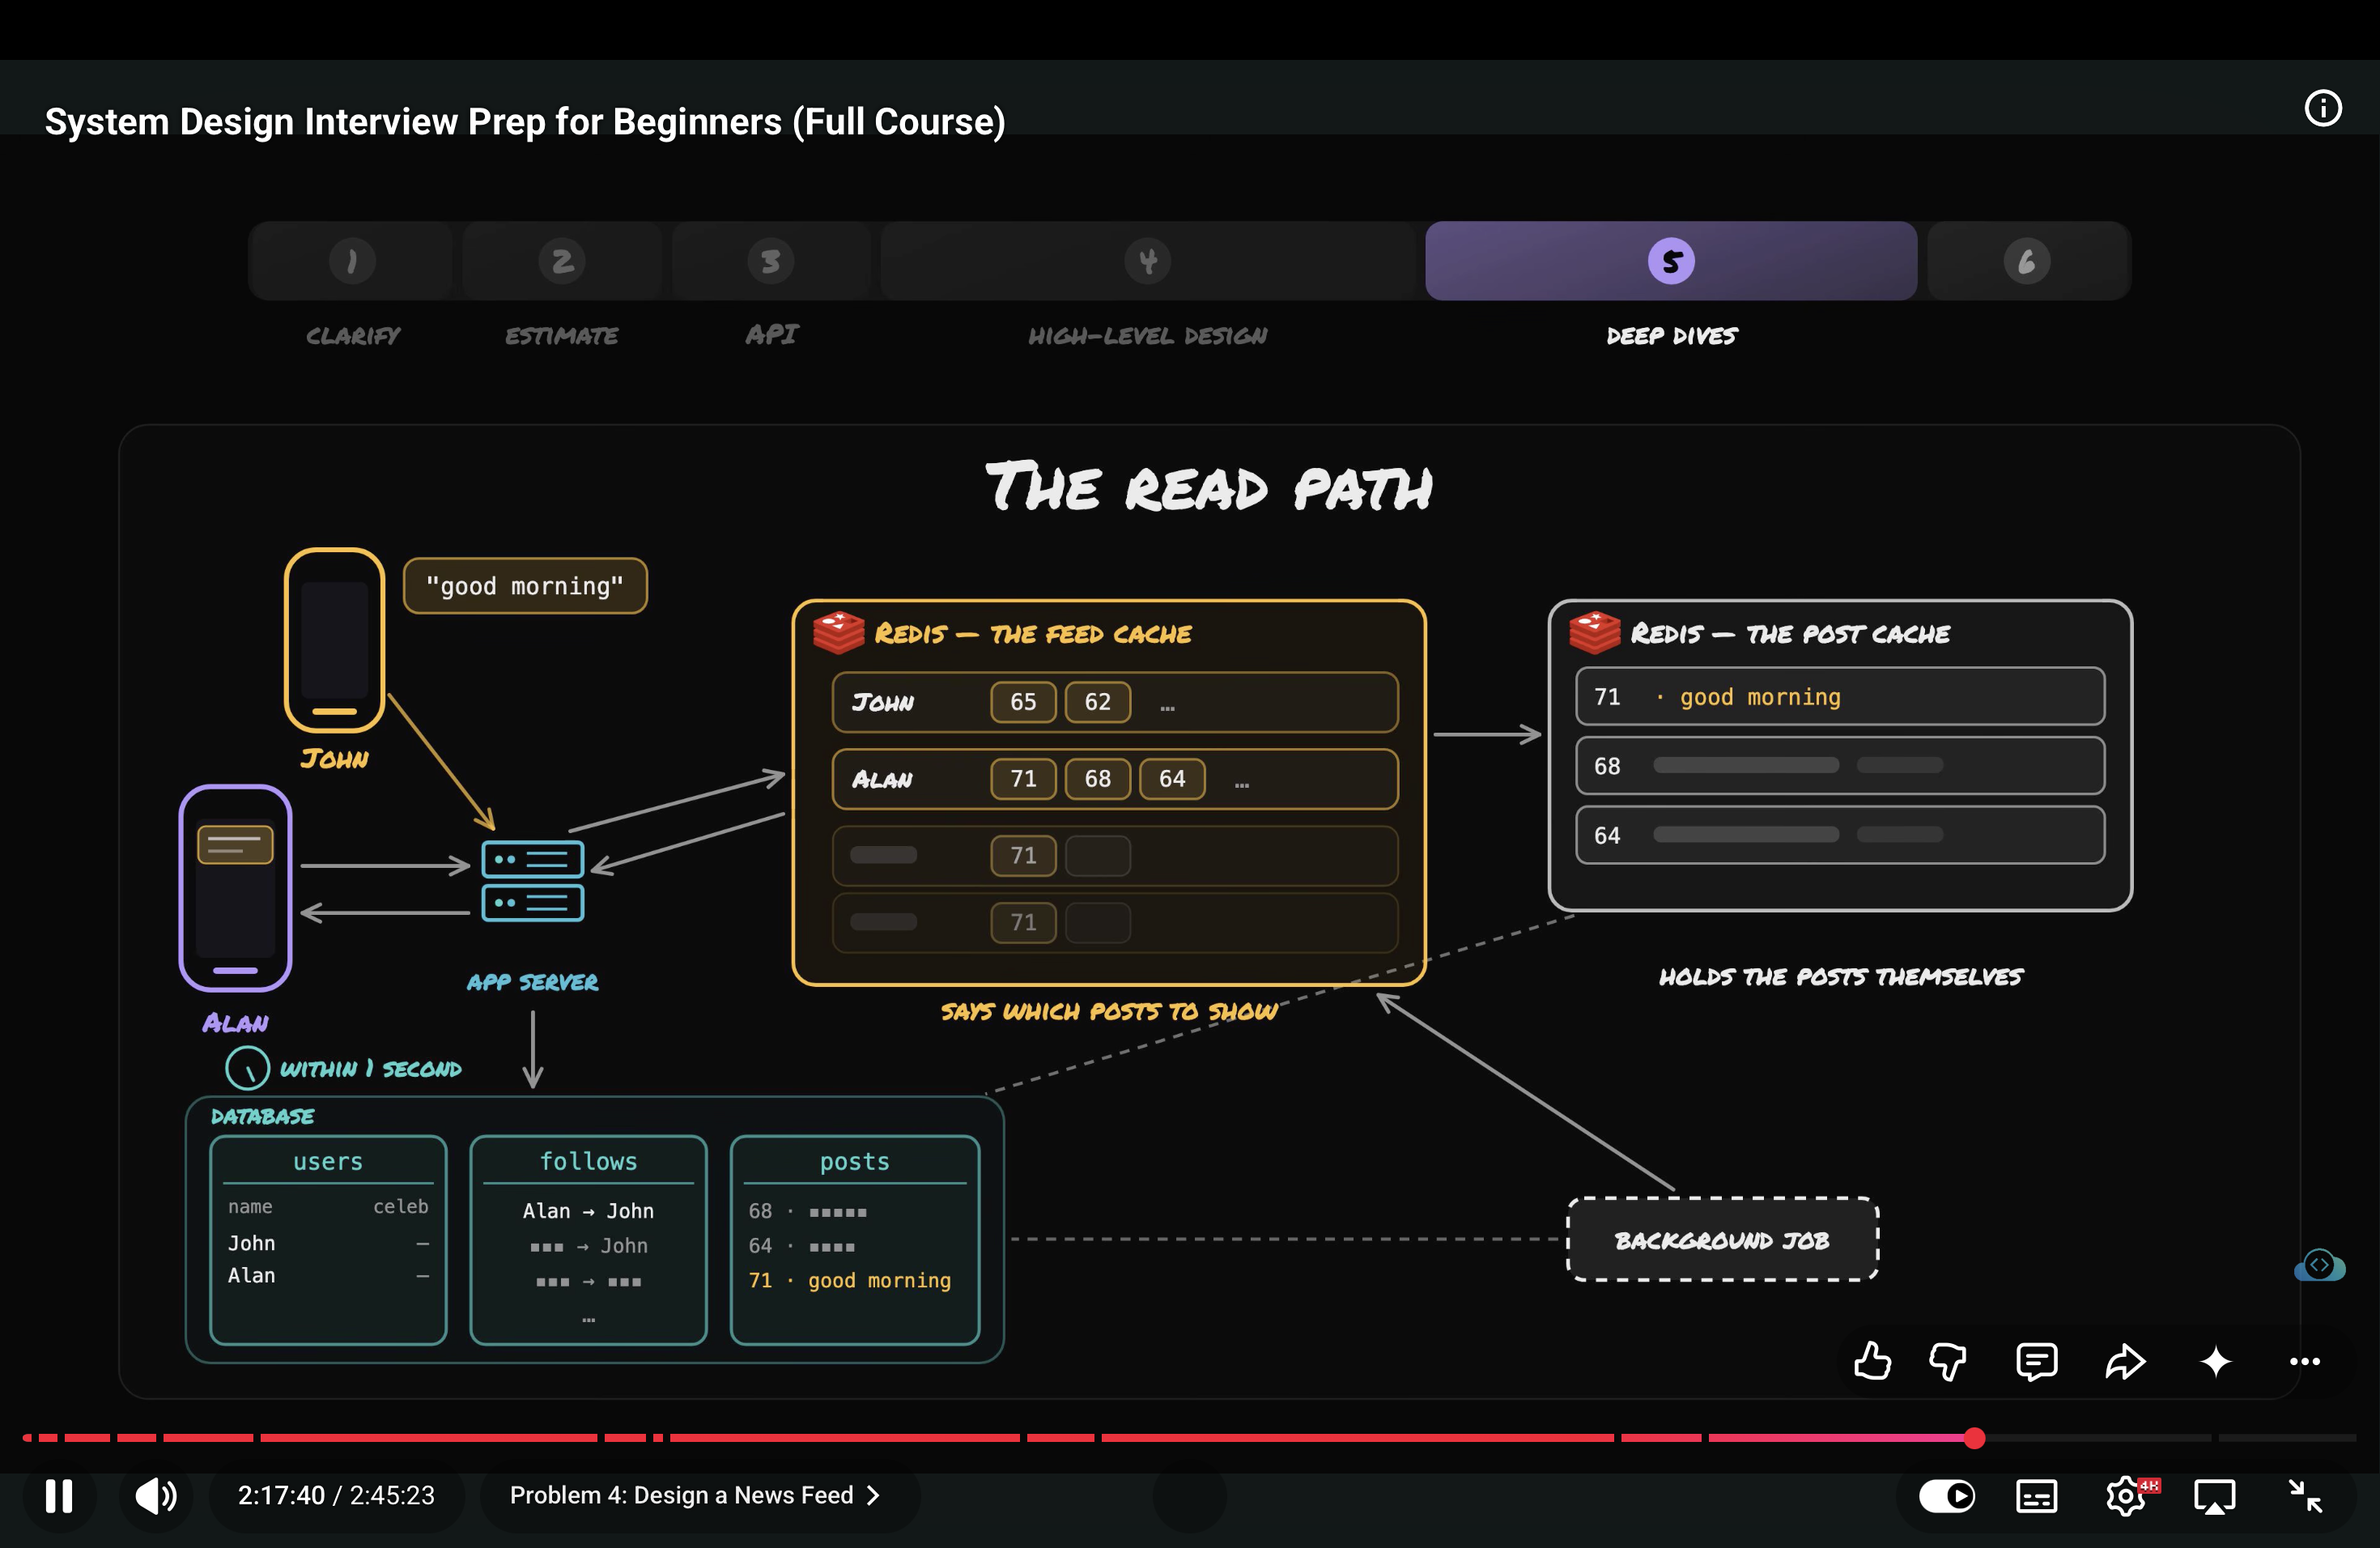 System Design Interview Prep for Beginners (Full Course)
1
2
3
4
5
6
CLARIFY
ESTIMATE
API
HIGH-LEVEL DESIGN
DEEP DIVES
THE READ PATH
"good morning"
JOHN
ALAN
WITHIN 1 SECOND
APP SERVER
REDIS — THE FEED CACHE
JOHN 65 62 …
ALAN 71 68 64 …
71
71
SAYS WHICH POSTS TO SHOW
REDIS — THE POST CACHE
71 · good morning
68
64
HOLDS THE POSTS THEMSELVES
DATABASE
users
name celeb
John —
Alan —
follows
Alan → John
▪▪▪ → John
▪▪▪ → ▪▪▪
…
posts
68 · ▪▪▪▪▪
64 · ▪▪▪▪
71 · good morning
BACKGROUND JOB
2:17:40 / 2:45:23
Problem 4: Design a News Feed
4K